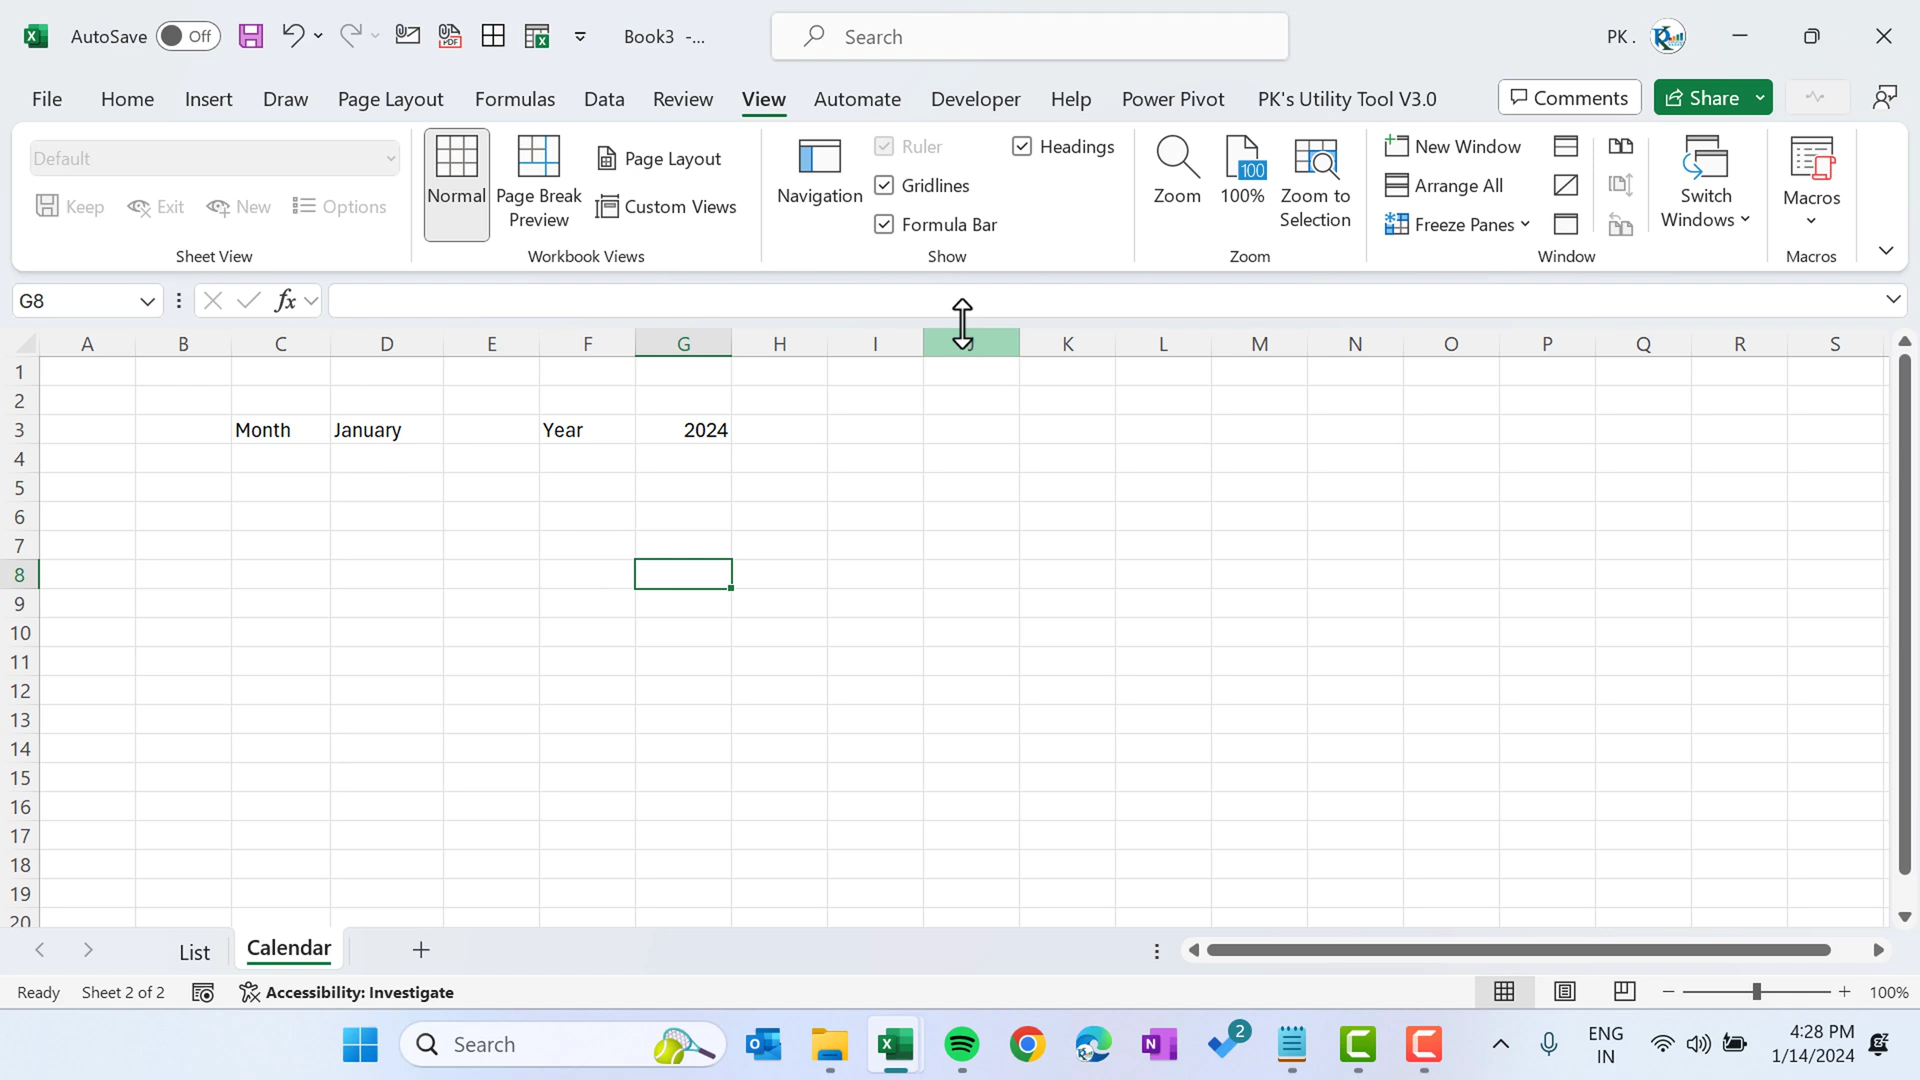 AutoSave Off Book3 -... Search PK .
File Home Insert Draw Page Layout Formulas Data Review View Automate Developer Help Power Pivot PK's Utility Tool V3.0 Comments Share
Default
Keep Exit New Options
Sheet View
Normal
Page Break Preview
Page Layout
Custom Views
Workbook Views
Navigation
Ruler
Gridlines
Formula Bar
Headings
Show
Zoom
100
100%
Zoom to Selection
Zoom
New Window
Arrange All
Freeze Panes
Switch Windows
Window
Macros
Macros
G8 fx
A B C D E F G H I J K L M N O P Q R S
1
2
3 Month January Year 2024
4
5
6
7
8
9
10
11
12
13
14
15
16
17
18
19
20
List Calendar
Ready Sheet 2 of 2 Accessibility: Investigate 100%
Search 2 ENG IN 4:28 PM 1/14/2024